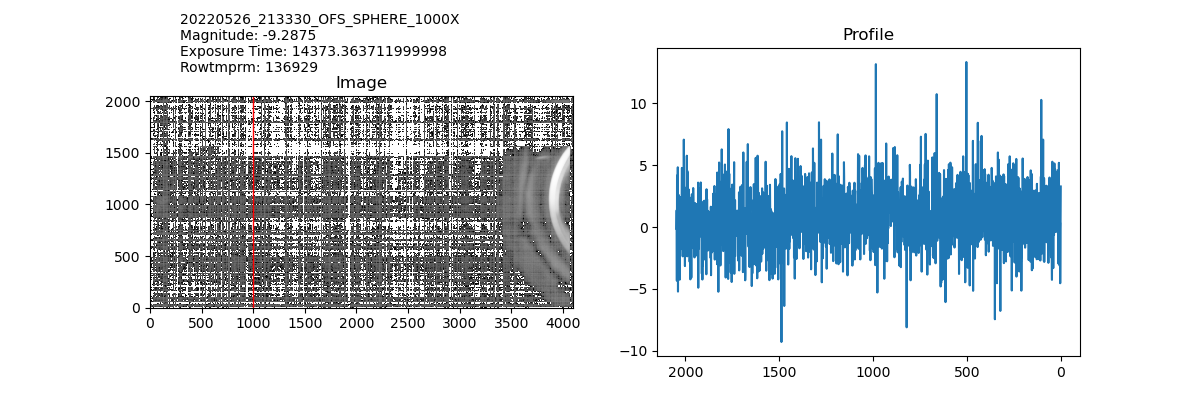 20220526_213330_OFS_SPHERE_1000X
Magnitude: -9.2875
Exposure Time: 14373.363711999998
Rowtmprm: 136929
Image
2000
1500
1000
500
0
0 500 1000 1500 2000 2500 3000 3500 4000
Profile
10
5
0
−5
−10
2000 1500 1000 500 0